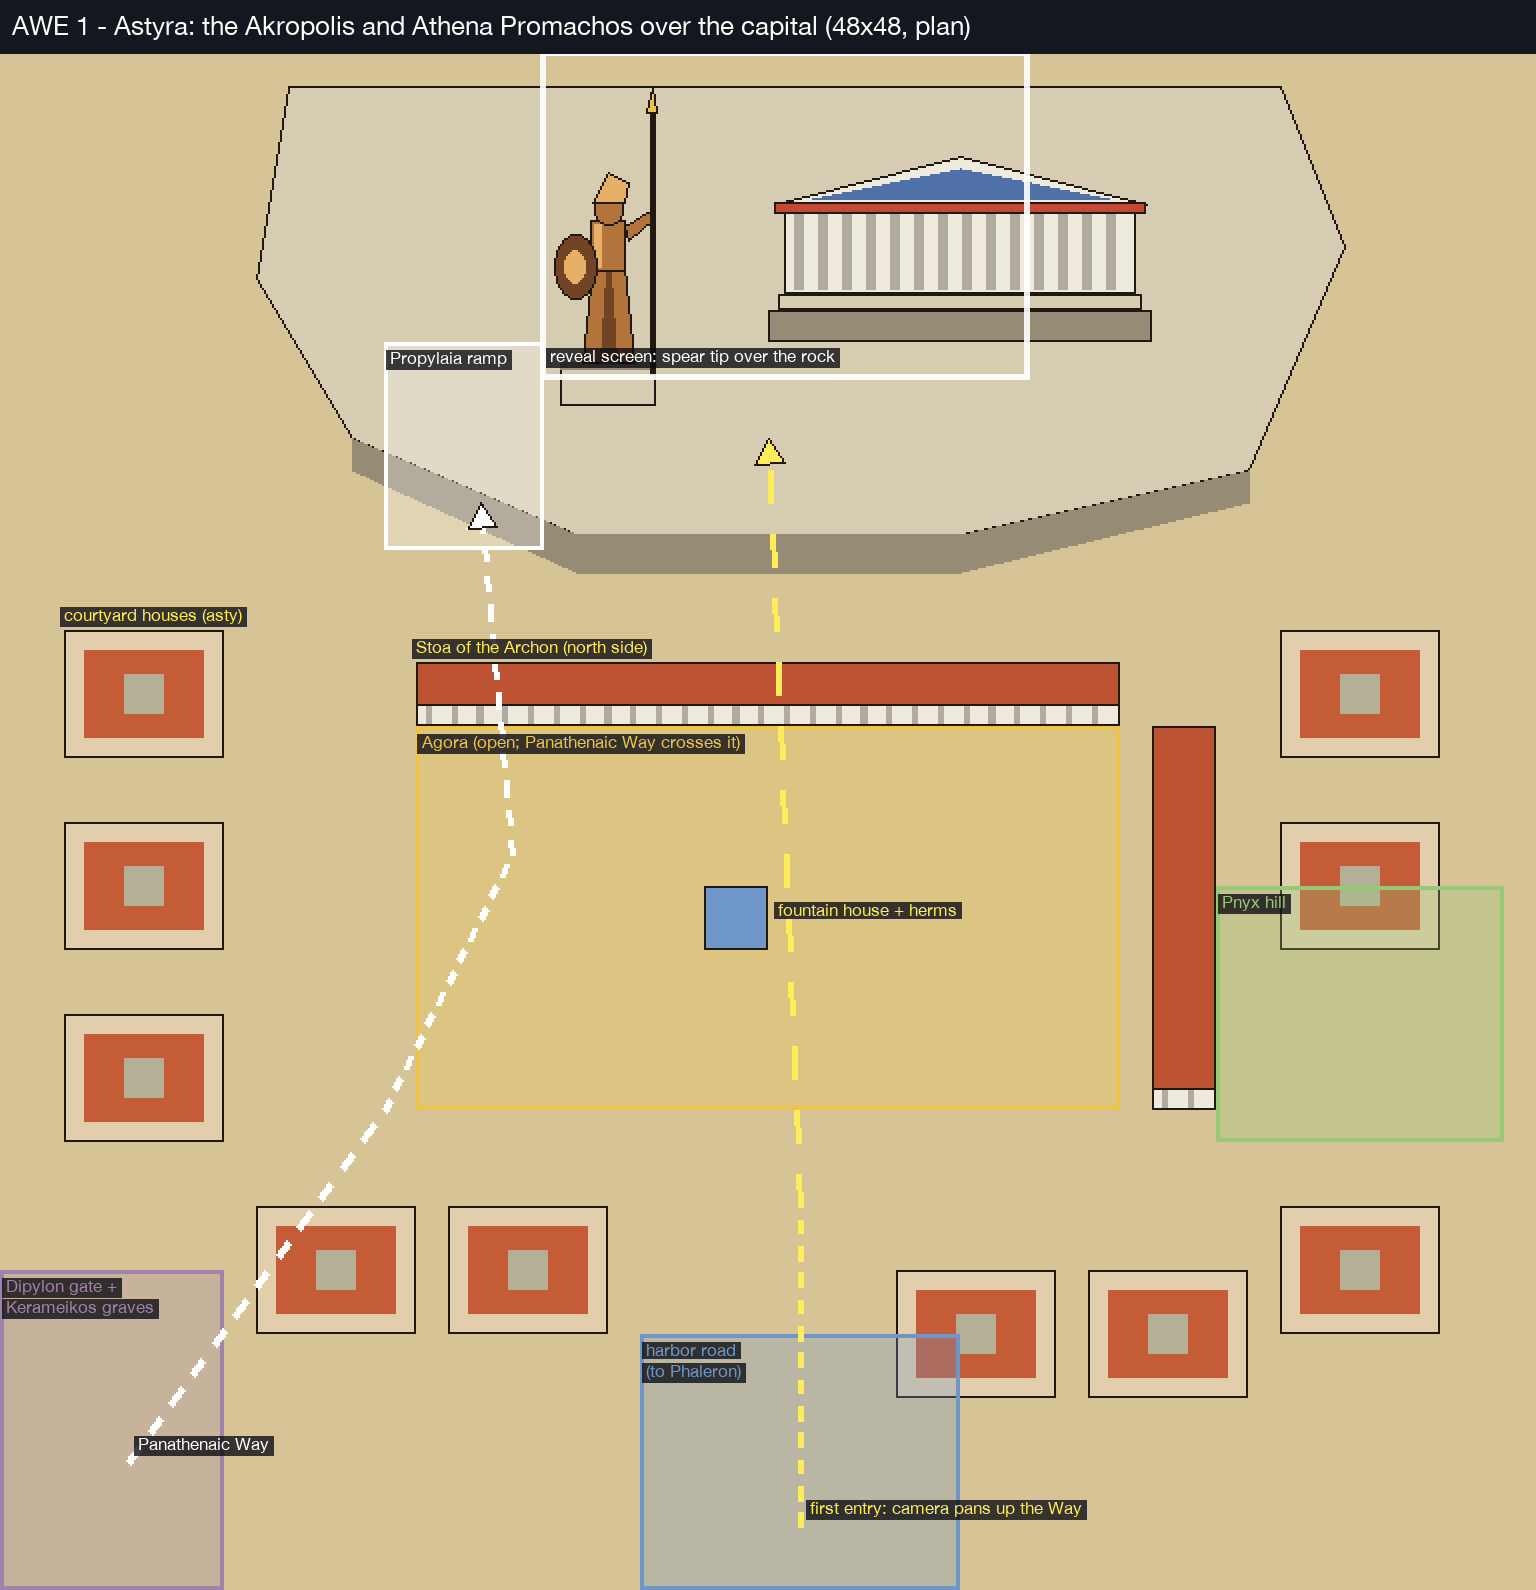 AWE 1 - Astyra: the Akropolis and Athena Promachos over the capital (48x48, plan)
Propylaia ramp
reveal screen: spear tip over the rock
courtyard houses (asty)
Stoa of the Archon (north side)
Agora (open; Panathenaic Way crosses it)
fountain house + herms
Pnyx hill
Dipylon gate +
Kerameikos graves
harbor road
(to Phaleron)
Panathenaic Way
first entry: camera pans up the Way